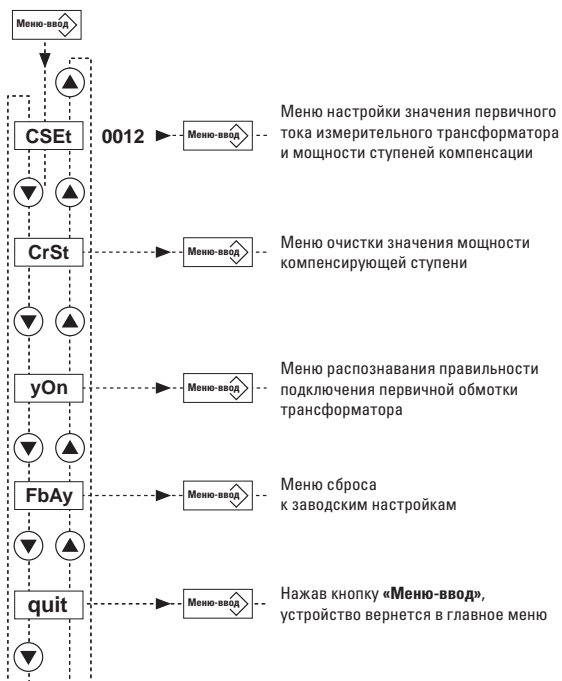 Меню-ввод
CSEt 0012 Меню-ввод
Меню настройки значения первичного
тока измерительного трансформатора
и мощности ступеней компенсации
CrSt Меню-ввод
Меню очистки значения мощности
компенсирующей ступени
yOn Меню-ввод
Меню распознавания правильности
подключения первичной обмотки
трансформатора
FbAy Меню-ввод
Меню сброса
к заводским настройкам
quit Меню-ввод
Нажав кнопку «Меню-ввод»,
устройство вернется в главное меню